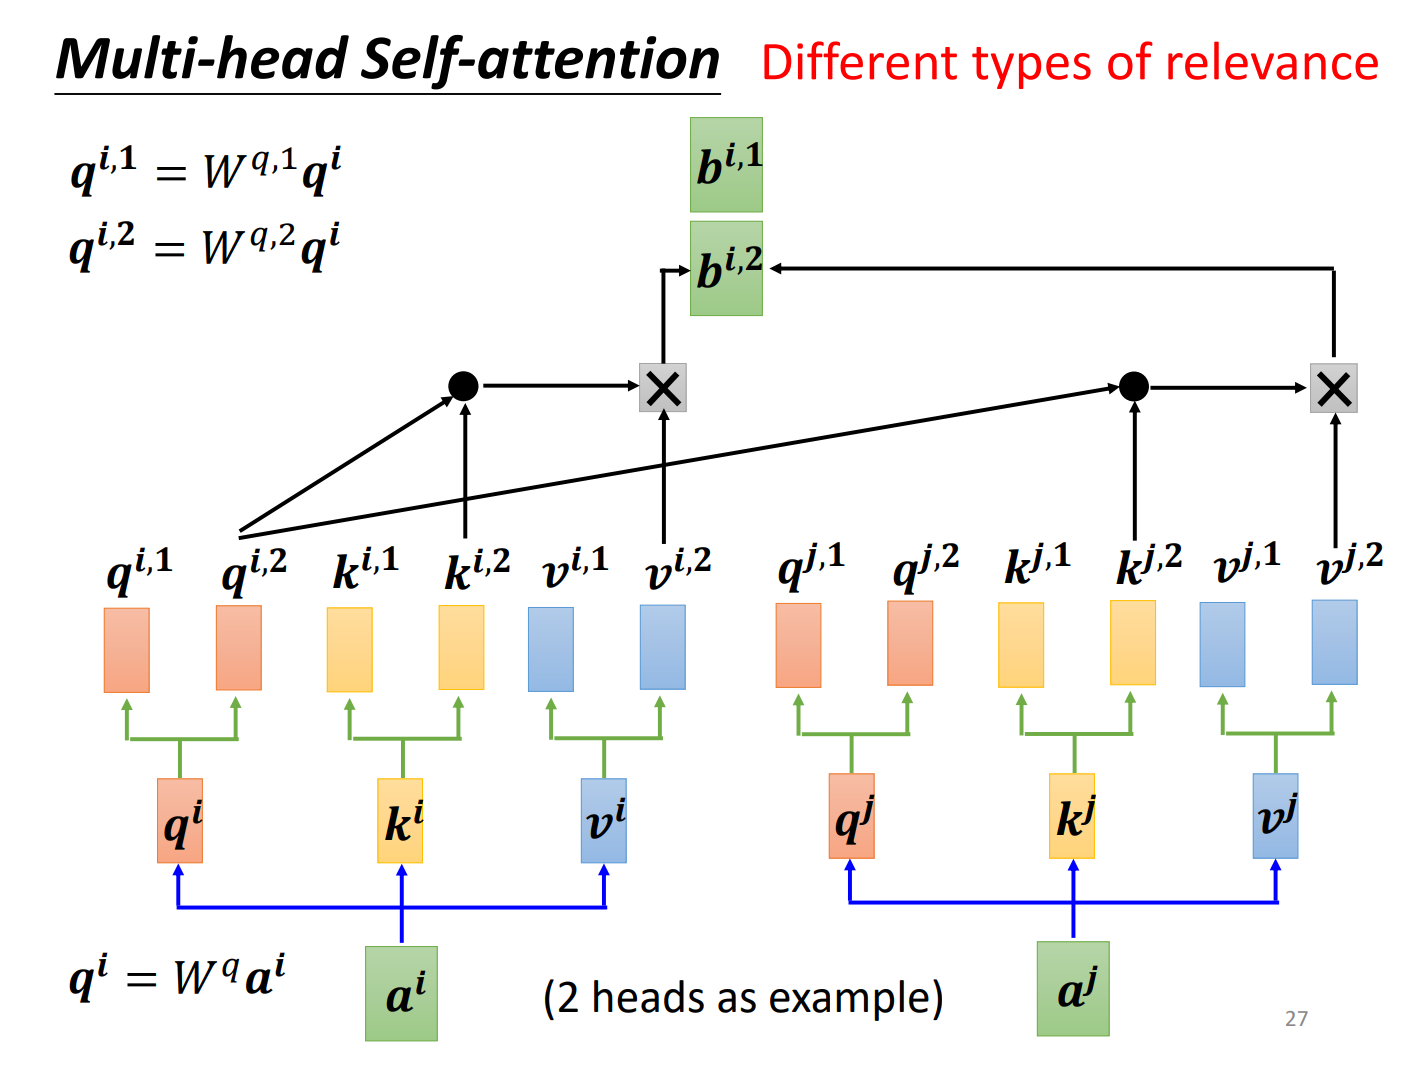 Multi-head Self-attention Different types of relevance
q^{i,1} = W^{q,1}q^i
q^{i,2} = W^{q,2}q^i
b^{i,1}
b^{i,2}
× ×
q^{i,1} q^{i,2} k^{i,1} k^{i,2} v^{i,1} v^{i,2} q^{j,1} q^{j,2} k^{j,1} k^{j,2} v^{j,1} v^{j,2}
q^i k^i v^i q^j k^j v^j
q^i = W^q a^i
a^i (2 heads as example) a^j
27